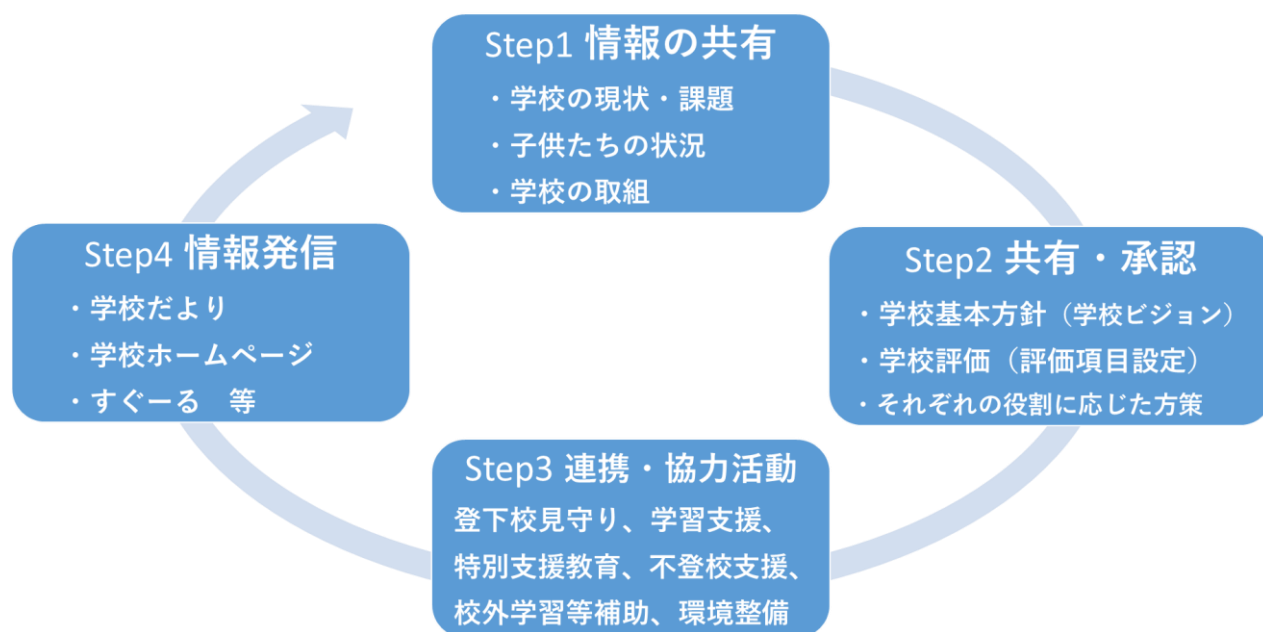 Step1 情報の共有
・学校の現状・課題
・子供たちの状況
・学校の取組
Step2 共有・承認
・学校基本方針（学校ビジョン）
・学校評価（評価項目設定）
・それぞれの役割に応じた方策
Step3 連携・協力活動
登下校見守り、学習支援、
特別支援教育、不登校支援、
校外学習等補助、環境整備
Step4 情報発信
・学校だより
・学校ホームページ
・すぐーる　等